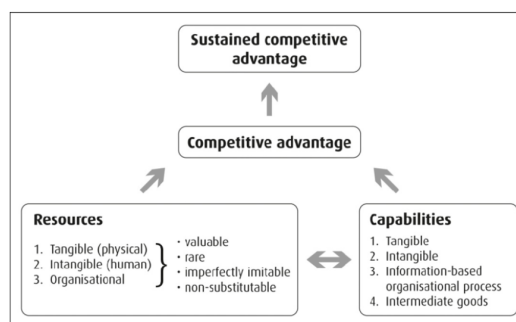 Sustained competitive
advantage
Competitive advantage
Resources
1. Tangible (physical)
2. Intangible (human)
3. Organisational
· valuable
· rare
· imperfectly imitable
· non-substitutable
Capabilities
1. Tangible
2. Intangible
3. Information-based
organisational process
4. Intermediate goods